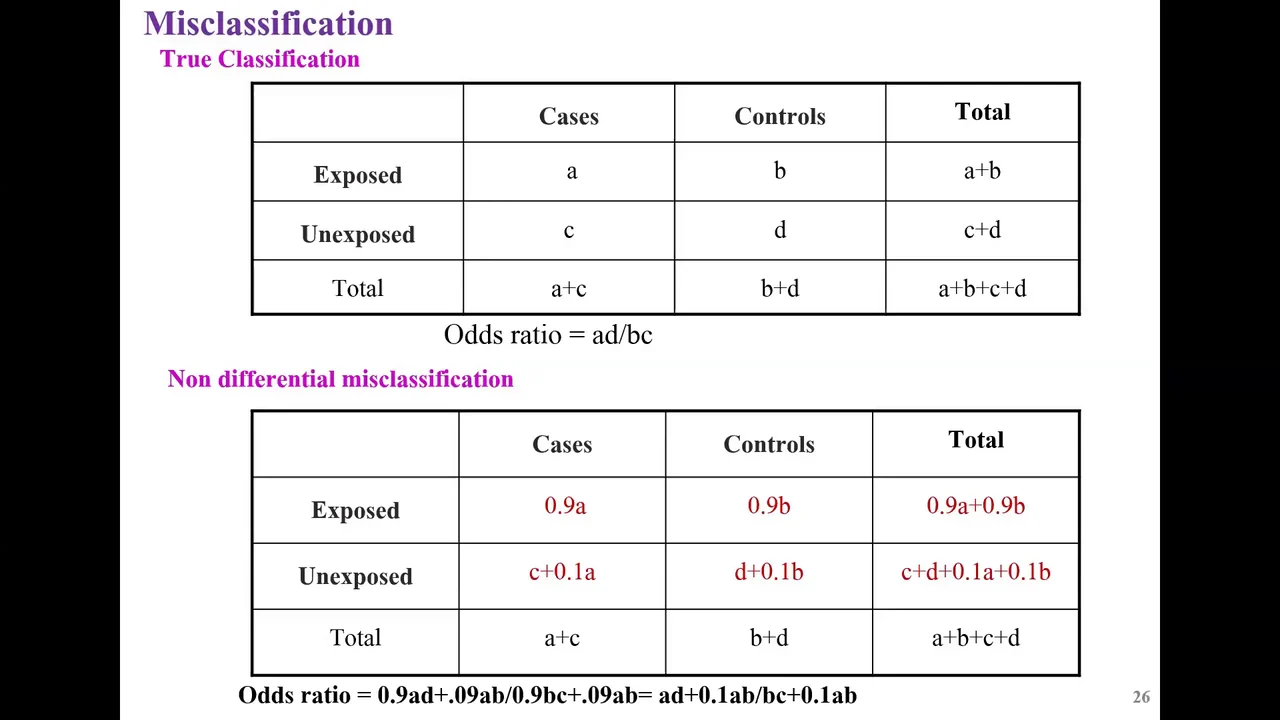 Misclassification
True Classification
Cases Controls Total
Exposed a b a+b
Unexposed c d c+d
Total a+c b+d a+b+c+d
Odds ratio = ad/bc
Non differential misclassification
Cases Controls Total
Exposed 0.9a 0.9b 0.9a+0.9b
Unexposed c+0.1a d+0.1b c+d+0.1a+0.1b
Total a+c b+d a+b+c+d
Odds ratio = 0.9ad+.09ab/0.9bc+.09ab= ad+0.1ab/bc+0.1ab
26